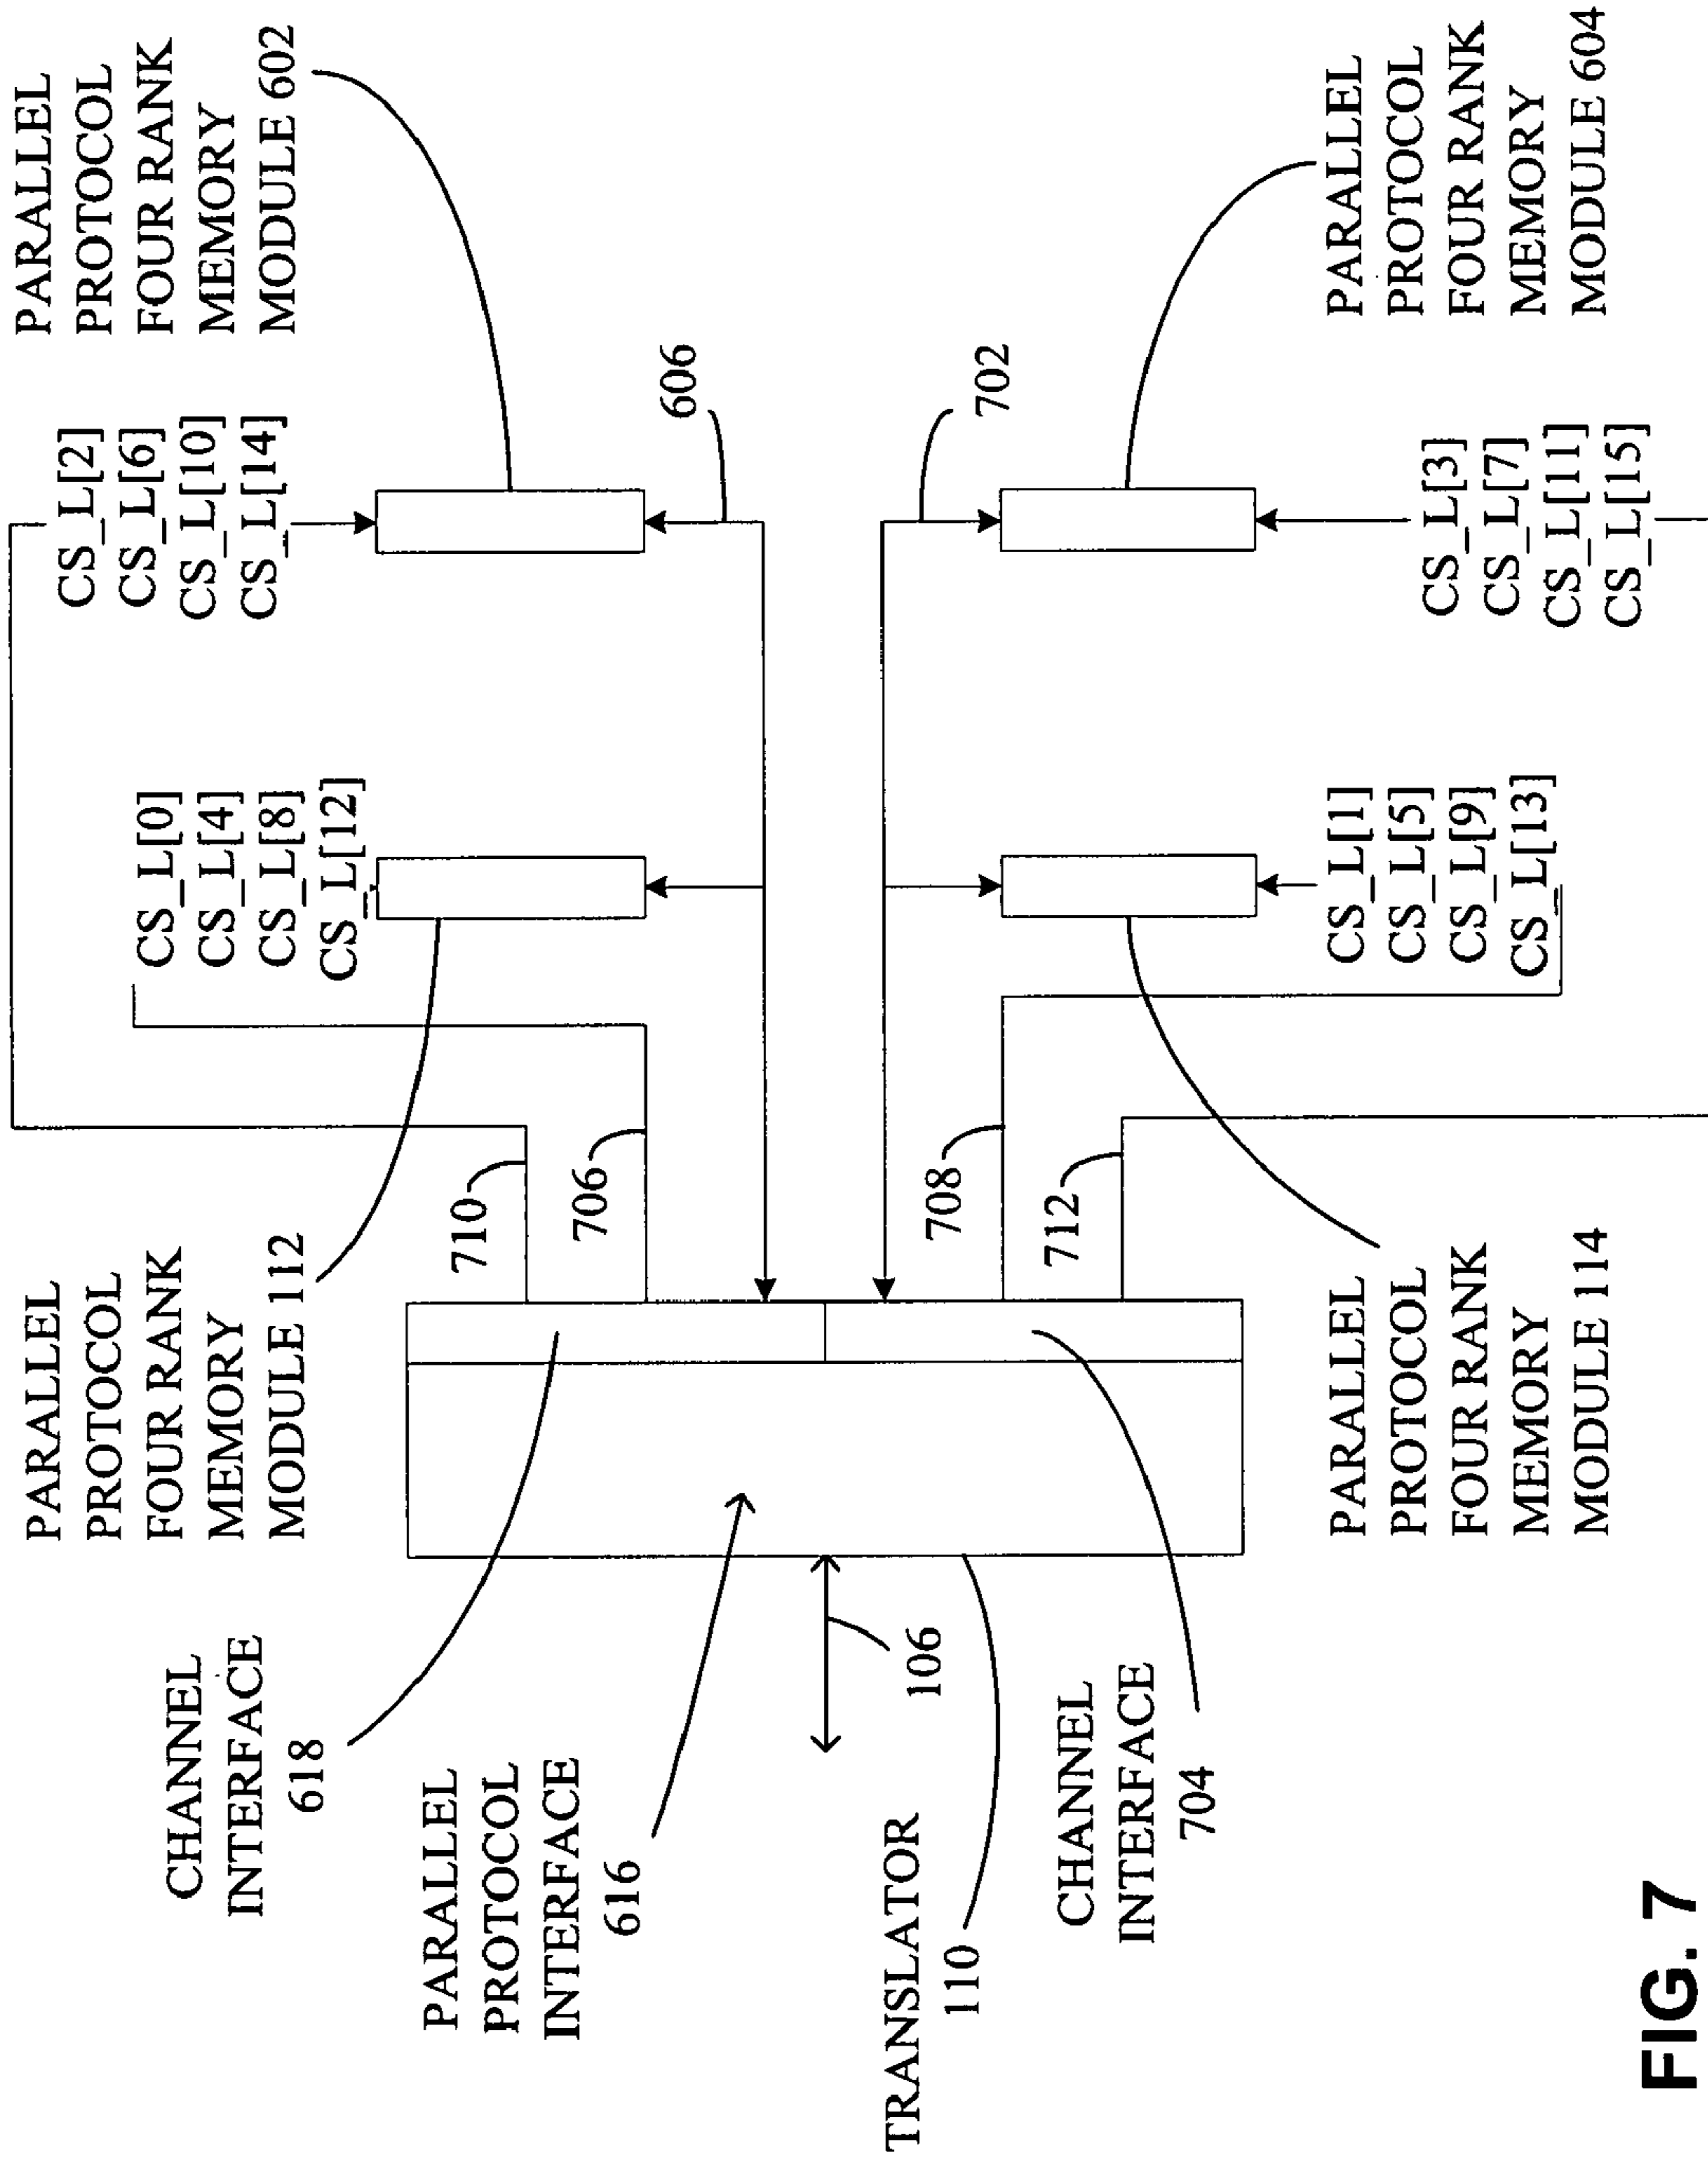 PARALLEL
PROTOCOL
FOUR RANK
MEMORY
MODULE 602
CS_L[2]
CS_L[6]
CS_L[10]
CS_L[14]
606
702
PARALLEL
PROTOCOL
FOUR RANK
MEMORY
MODULE 604
CS_L[3]
CS_L[7]
CS_L[11]
CS_L[15]
CS_L[0]
CS_L[4]
CS_L[8]
CS_L[12]
CS_L[1]
CS_L[5]
CS_L[9]
CS_L[13]
PARALLEL
PROTOCOL
FOUR RANK
MEMORY
MODULE 112
710
706
708
712
PARALLEL
PROTOCOL
FOUR RANK
MEMORY
MODULE 114
CHANNEL
INTERFACE
618
PARALLEL
PROTOCOL
INTERFACE
616
106
TRANSLATOR
110
CHANNEL
INTERFACE
704
FIG. 7